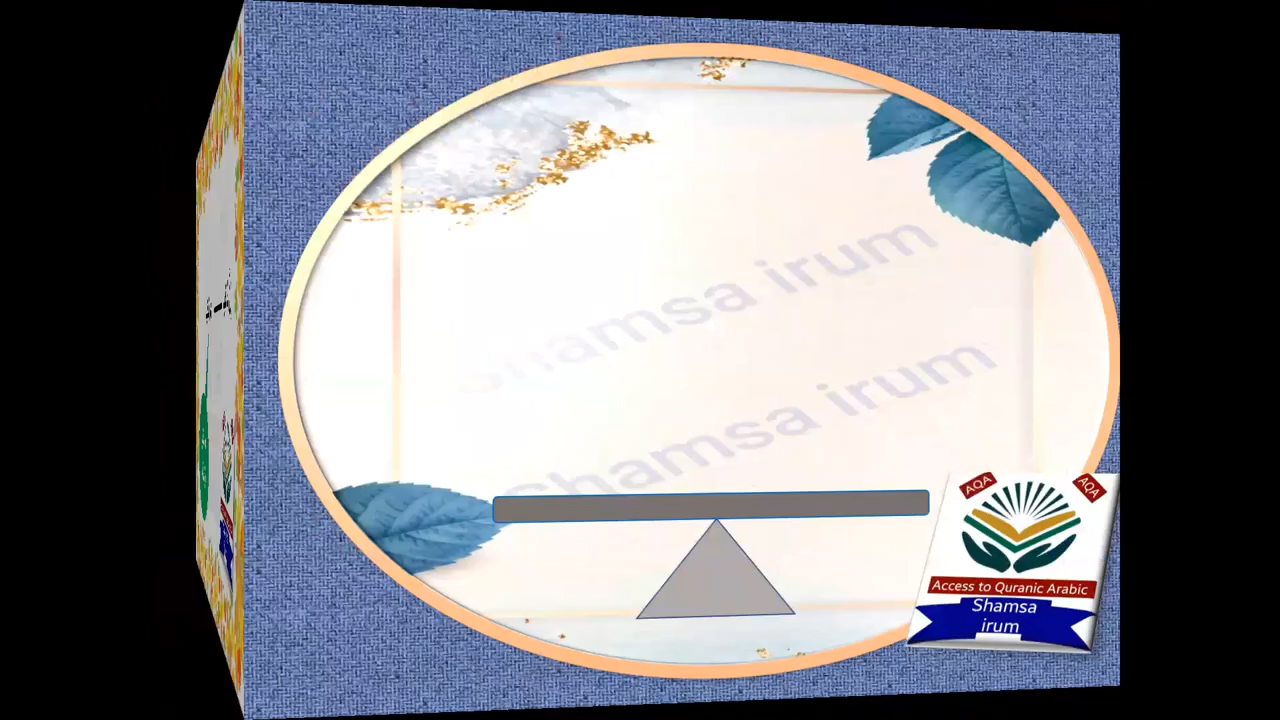 Shamsa irum
Shamsa irum
AQA
AQA
Access to Quranic Arabic
Shamsa
irum